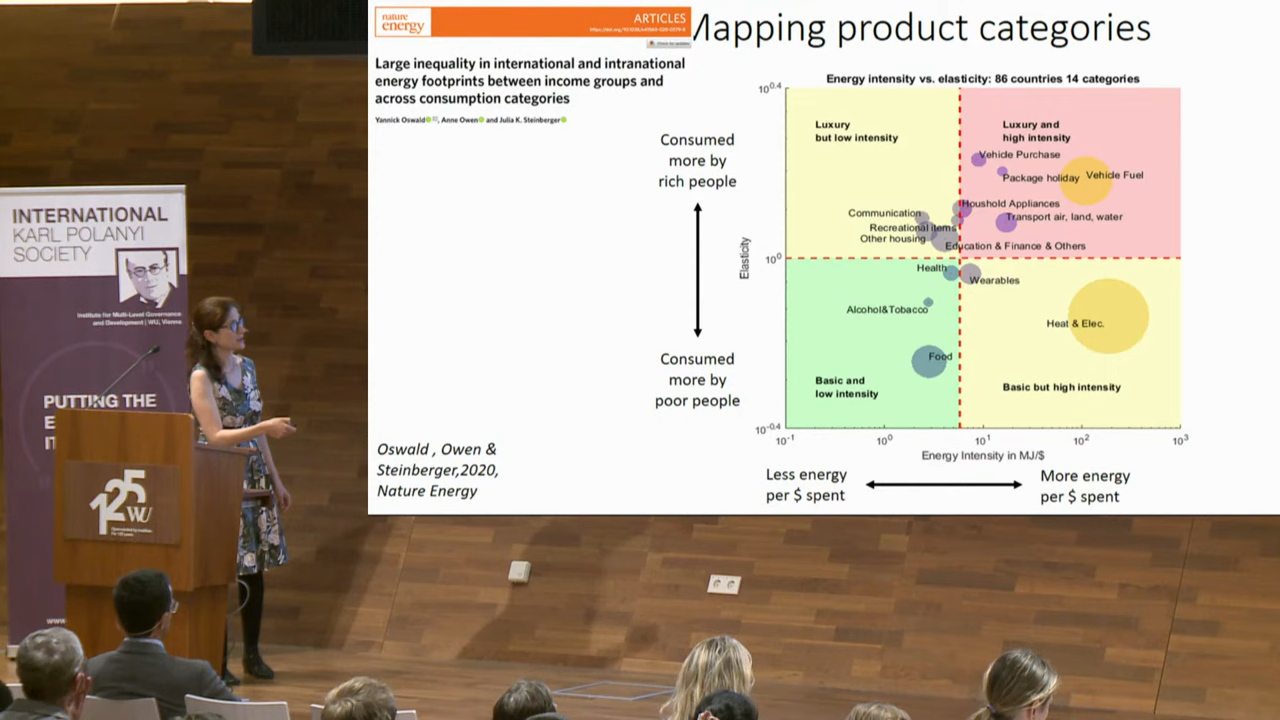 nature
energy
ARTICLES
Mapping product categories
Large inequality in international and intranational
energy footprints between income groups and
across consumption categories
Yannick Oswald, Anne Owen and Julia K. Steinberger
Consumed
more by
rich people
Consumed
more by
poor people
Oswald , Owen &
Steinberger,2020,
Nature Energy
Energy intensity vs. elasticity: 86 countries 14 categories
10^0.4
10^0
10^-0.4
Elasticity
Luxury
but low intensity
Luxury and
high intensity
Vehicle Purchase
Package holiday
Vehicle Fuel
Houshold Appliances
Transport air, land, water
Communication
Recreational items
Other housing
Education & Finance & Others
Health
Wearables
Alcohol&Tobacco
Heat & Elec.
Food
Basic and
low intensity
Basic but high intensity
10^-1
10^0
10^1
10^2
10^3
Energy Intensity in MJ/$
Less energy
per $ spent
More energy
per $ spent
INTERNATIONAL
KARL POLANYI
SOCIETY
Institute for Multi-Level Governance
and Development | WU, Vienna
PUTTING THE
E
IT
125
WU
www